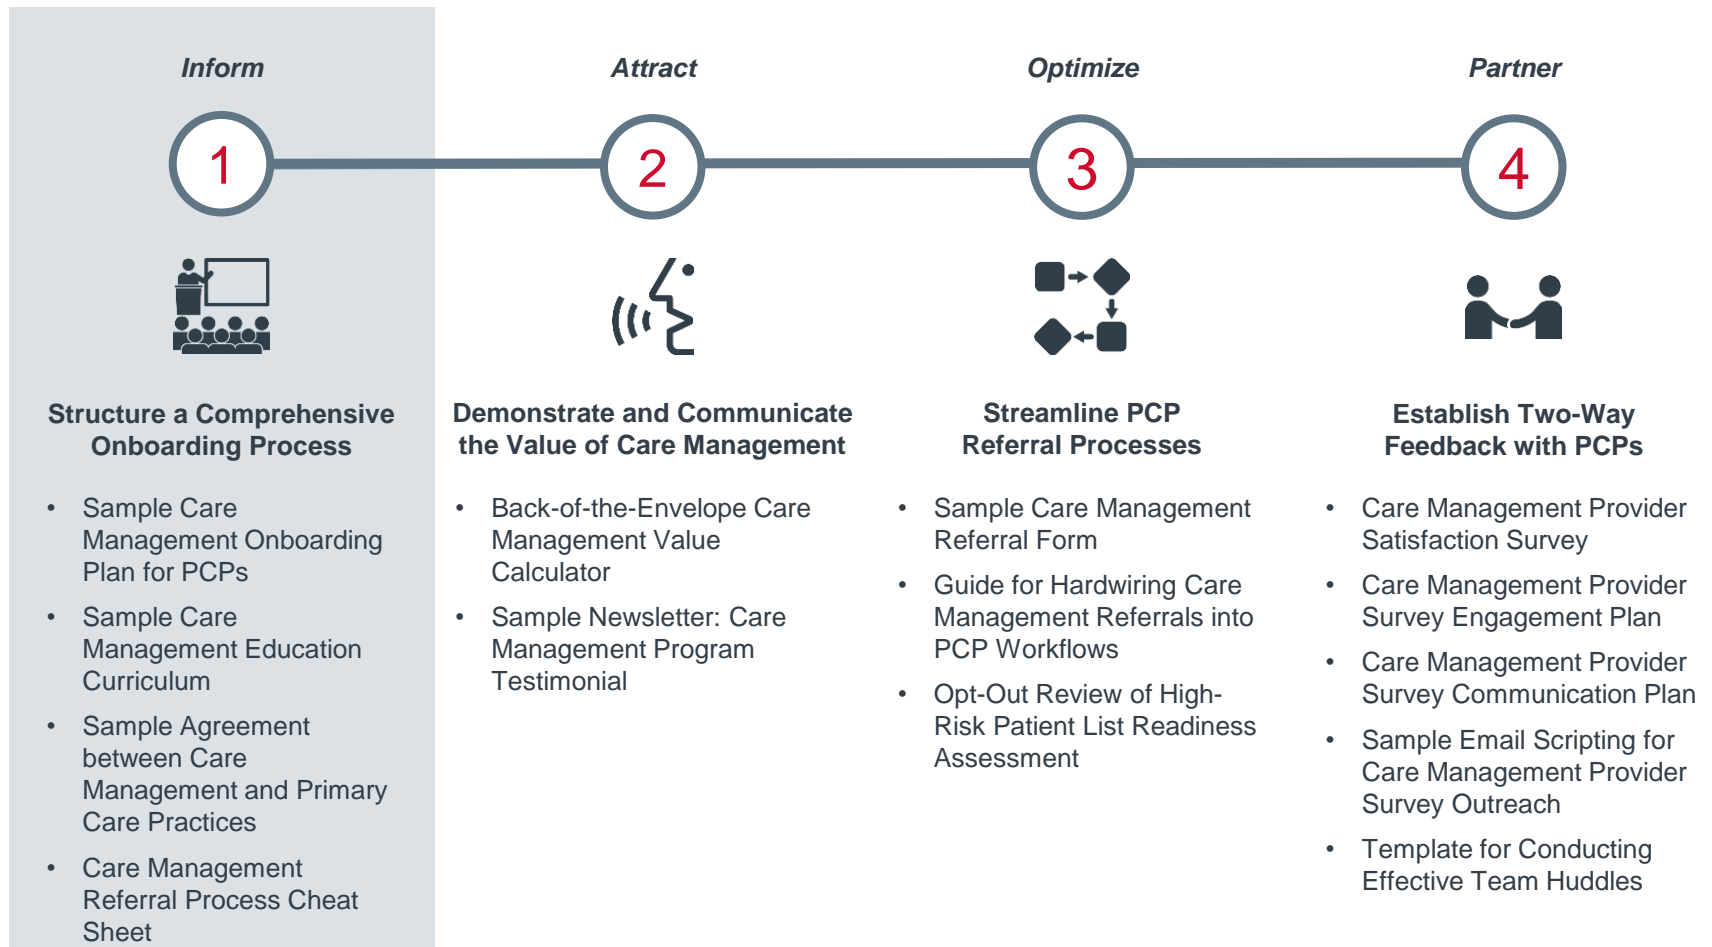 Inform
1
Structure a Comprehensive
Onboarding Process
• Sample Care
Management Onboarding
Plan for PCPs
• Sample Care
Management Education
Curriculum
• Sample Agreement
between Care
Management and Primary
Care Practices
• Care Management
Referral Process Cheat
Sheet
Attract
2
Demonstrate and Communicate
the Value of Care Management
• Back-of-the-Envelope Care
Management Value
Calculator
• Sample Newsletter: Care
Management Program
Testimonial
Optimize
3
Streamline PCP
Referral Processes
• Sample Care Management
Referral Form
• Guide for Hardwiring Care
Management Referrals into
PCP Workflows
• Opt-Out Review of High-
Risk Patient List Readiness
Assessment
Partner
4
Establish Two-Way
Feedback with PCPs
• Care Management Provider
Satisfaction Survey
• Care Management Provider
Survey Engagement Plan
• Care Management Provider
Survey Communication Plan
• Sample Email Scripting for
Care Management Provider
Survey Outreach
• Template for Conducting
Effective Team Huddles